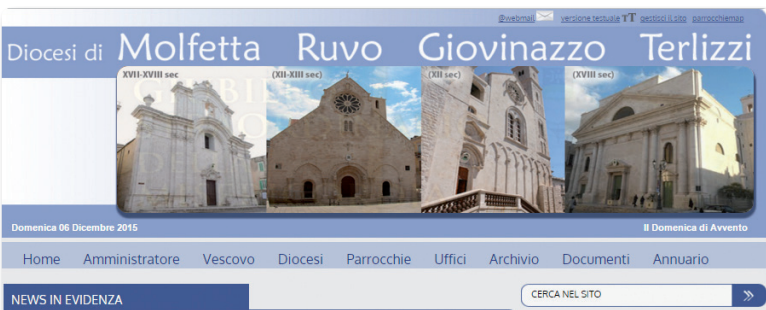 @webmail versione testuale TT gestisci il sito parrocchiemap
Diocesi di Molfetta Ruvo Giovinazzo Terlizzi
XVII-XVIII sec (XII-XIII sec) (XII sec) (XVIII sec)
Domenica 06 Dicembre 2015 II Domenica di Avvento
Home Amministratore Vescovo Diocesi Parrocchie Uffici Archivio Documenti Annuario
NEWS IN EVIDENZA CERCA NEL SITO